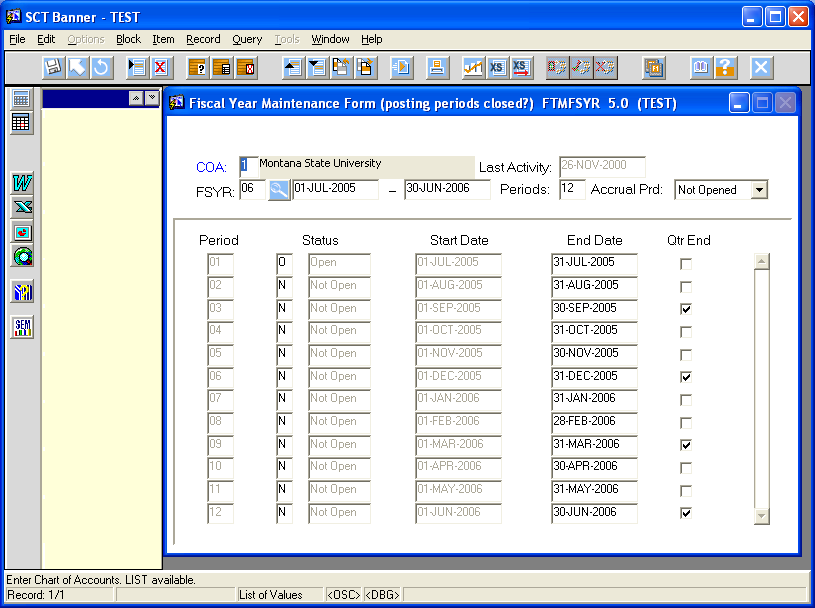 SCT Banner - TEST
File Edit Options Block Item Record Query Tools Window Help
Fiscal Year Maintenance Form (posting periods closed?) FTMFSYR 5.0 (TEST)
COA: 1 Montana State University Last Activity: 26-NOV-2000
FSYR: 06 01-JUL-2005 – 30-JUN-2006 Periods: 12 Accrual Prd: Not Opened
Period Status Start Date End Date Qtr End
01 O Open 01-JUL-2005 31-JUL-2005
02 N Not Open 01-AUG-2005 31-AUG-2005
03 N Not Open 01-SEP-2005 30-SEP-2005
04 N Not Open 01-OCT-2005 31-OCT-2005
05 N Not Open 01-NOV-2005 30-NOV-2005
06 N Not Open 01-DEC-2005 31-DEC-2005
07 N Not Open 01-JAN-2006 31-JAN-2006
08 N Not Open 01-FEB-2006 28-FEB-2006
09 N Not Open 01-MAR-2006 31-MAR-2006
10 N Not Open 01-APR-2006 30-APR-2006
11 N Not Open 01-MAY-2006 31-MAY-2006
12 N Not Open 01-JUN-2006 30-JUN-2006
SEM
Enter Chart of Accounts. LIST available.
Record: 1/1 List of Values <OSC> <DBG>